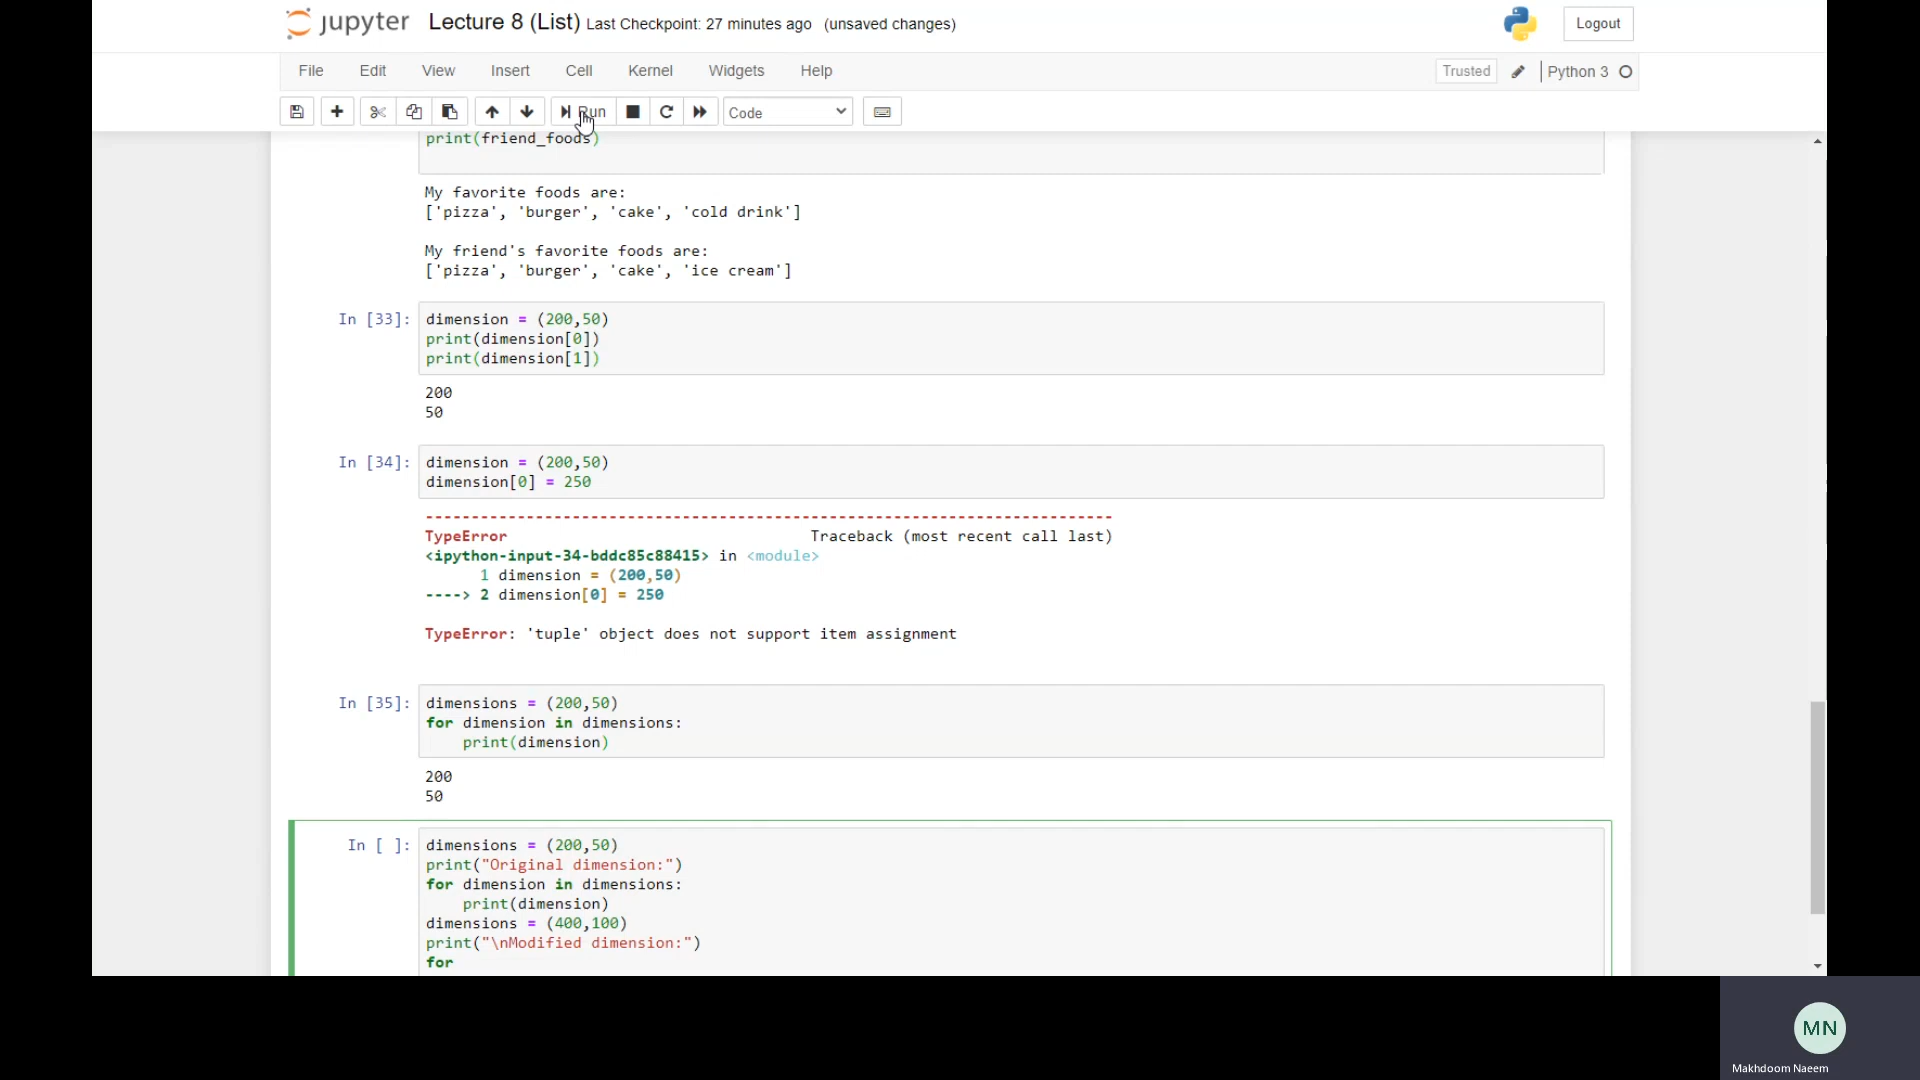 jupyter Lecture 8 (List) Last Checkpoint: 27 minutes ago (unsaved changes) Logout
File Edit View Insert Cell Kernel Widgets Help Trusted Python 3
Run Code
print(friend_foods)
My favorite foods are:
['pizza', 'burger', 'cake', 'cold drink']
My friend's favorite foods are:
['pizza', 'burger', 'cake', 'ice cream']
In [33]: dimension = (200,50)
print(dimension[0])
print(dimension[1])
200
50
In [34]: dimension = (200,50)
dimension[0] = 250
---------------------------------------------------------------------------
TypeError Traceback (most recent call last)
<ipython-input-34-bddc85c88415> in <module>
1 dimension = (200,50)
----> 2 dimension[0] = 250
TypeError: 'tuple' object does not support item assignment
In [35]: dimensions = (200,50)
for dimension in dimensions:
    print(dimension)
200
50
In [ ]: dimensions = (200,50)
print("Original dimension:")
for dimension in dimensions:
    print(dimension)
dimensions = (400,100)
print("\nModified dimension:")
for
MN
Makhdoom Naeem